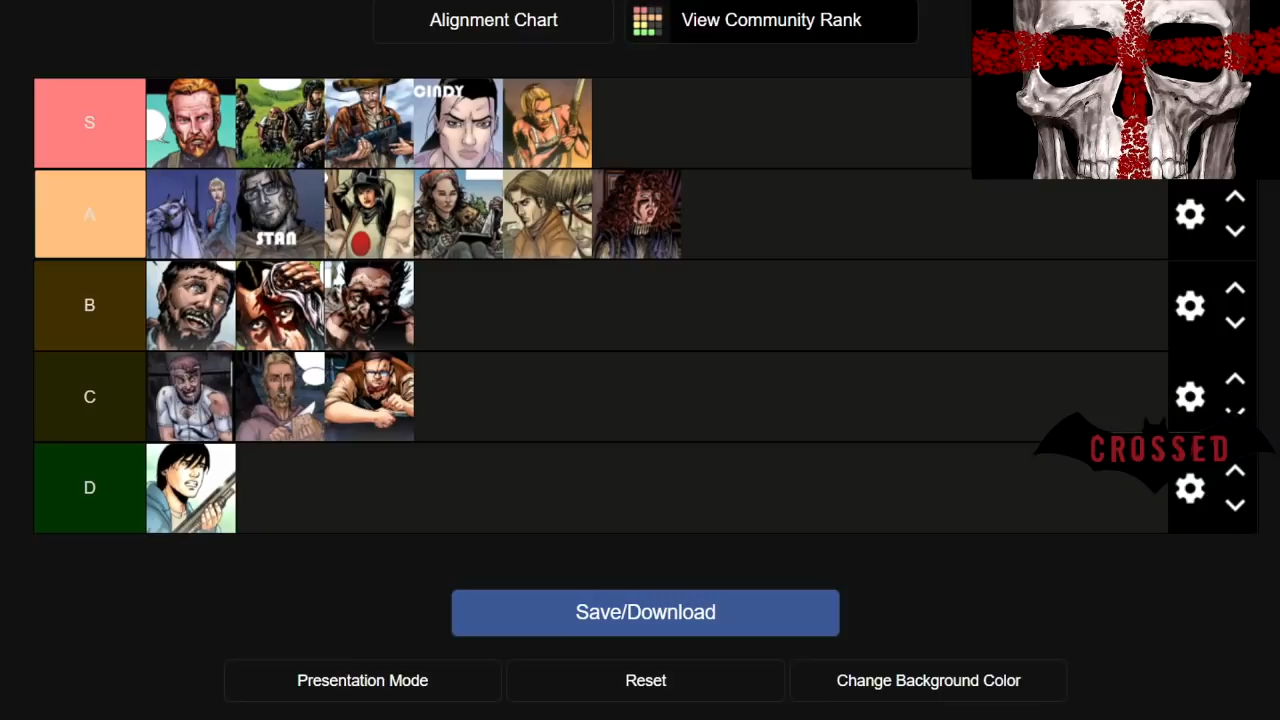 Alignment Chart
View Community Rank
S
CINDY
A
STAN
B
C
CROSSED
D
Save/Download
Presentation Mode
Reset
Change Background Color